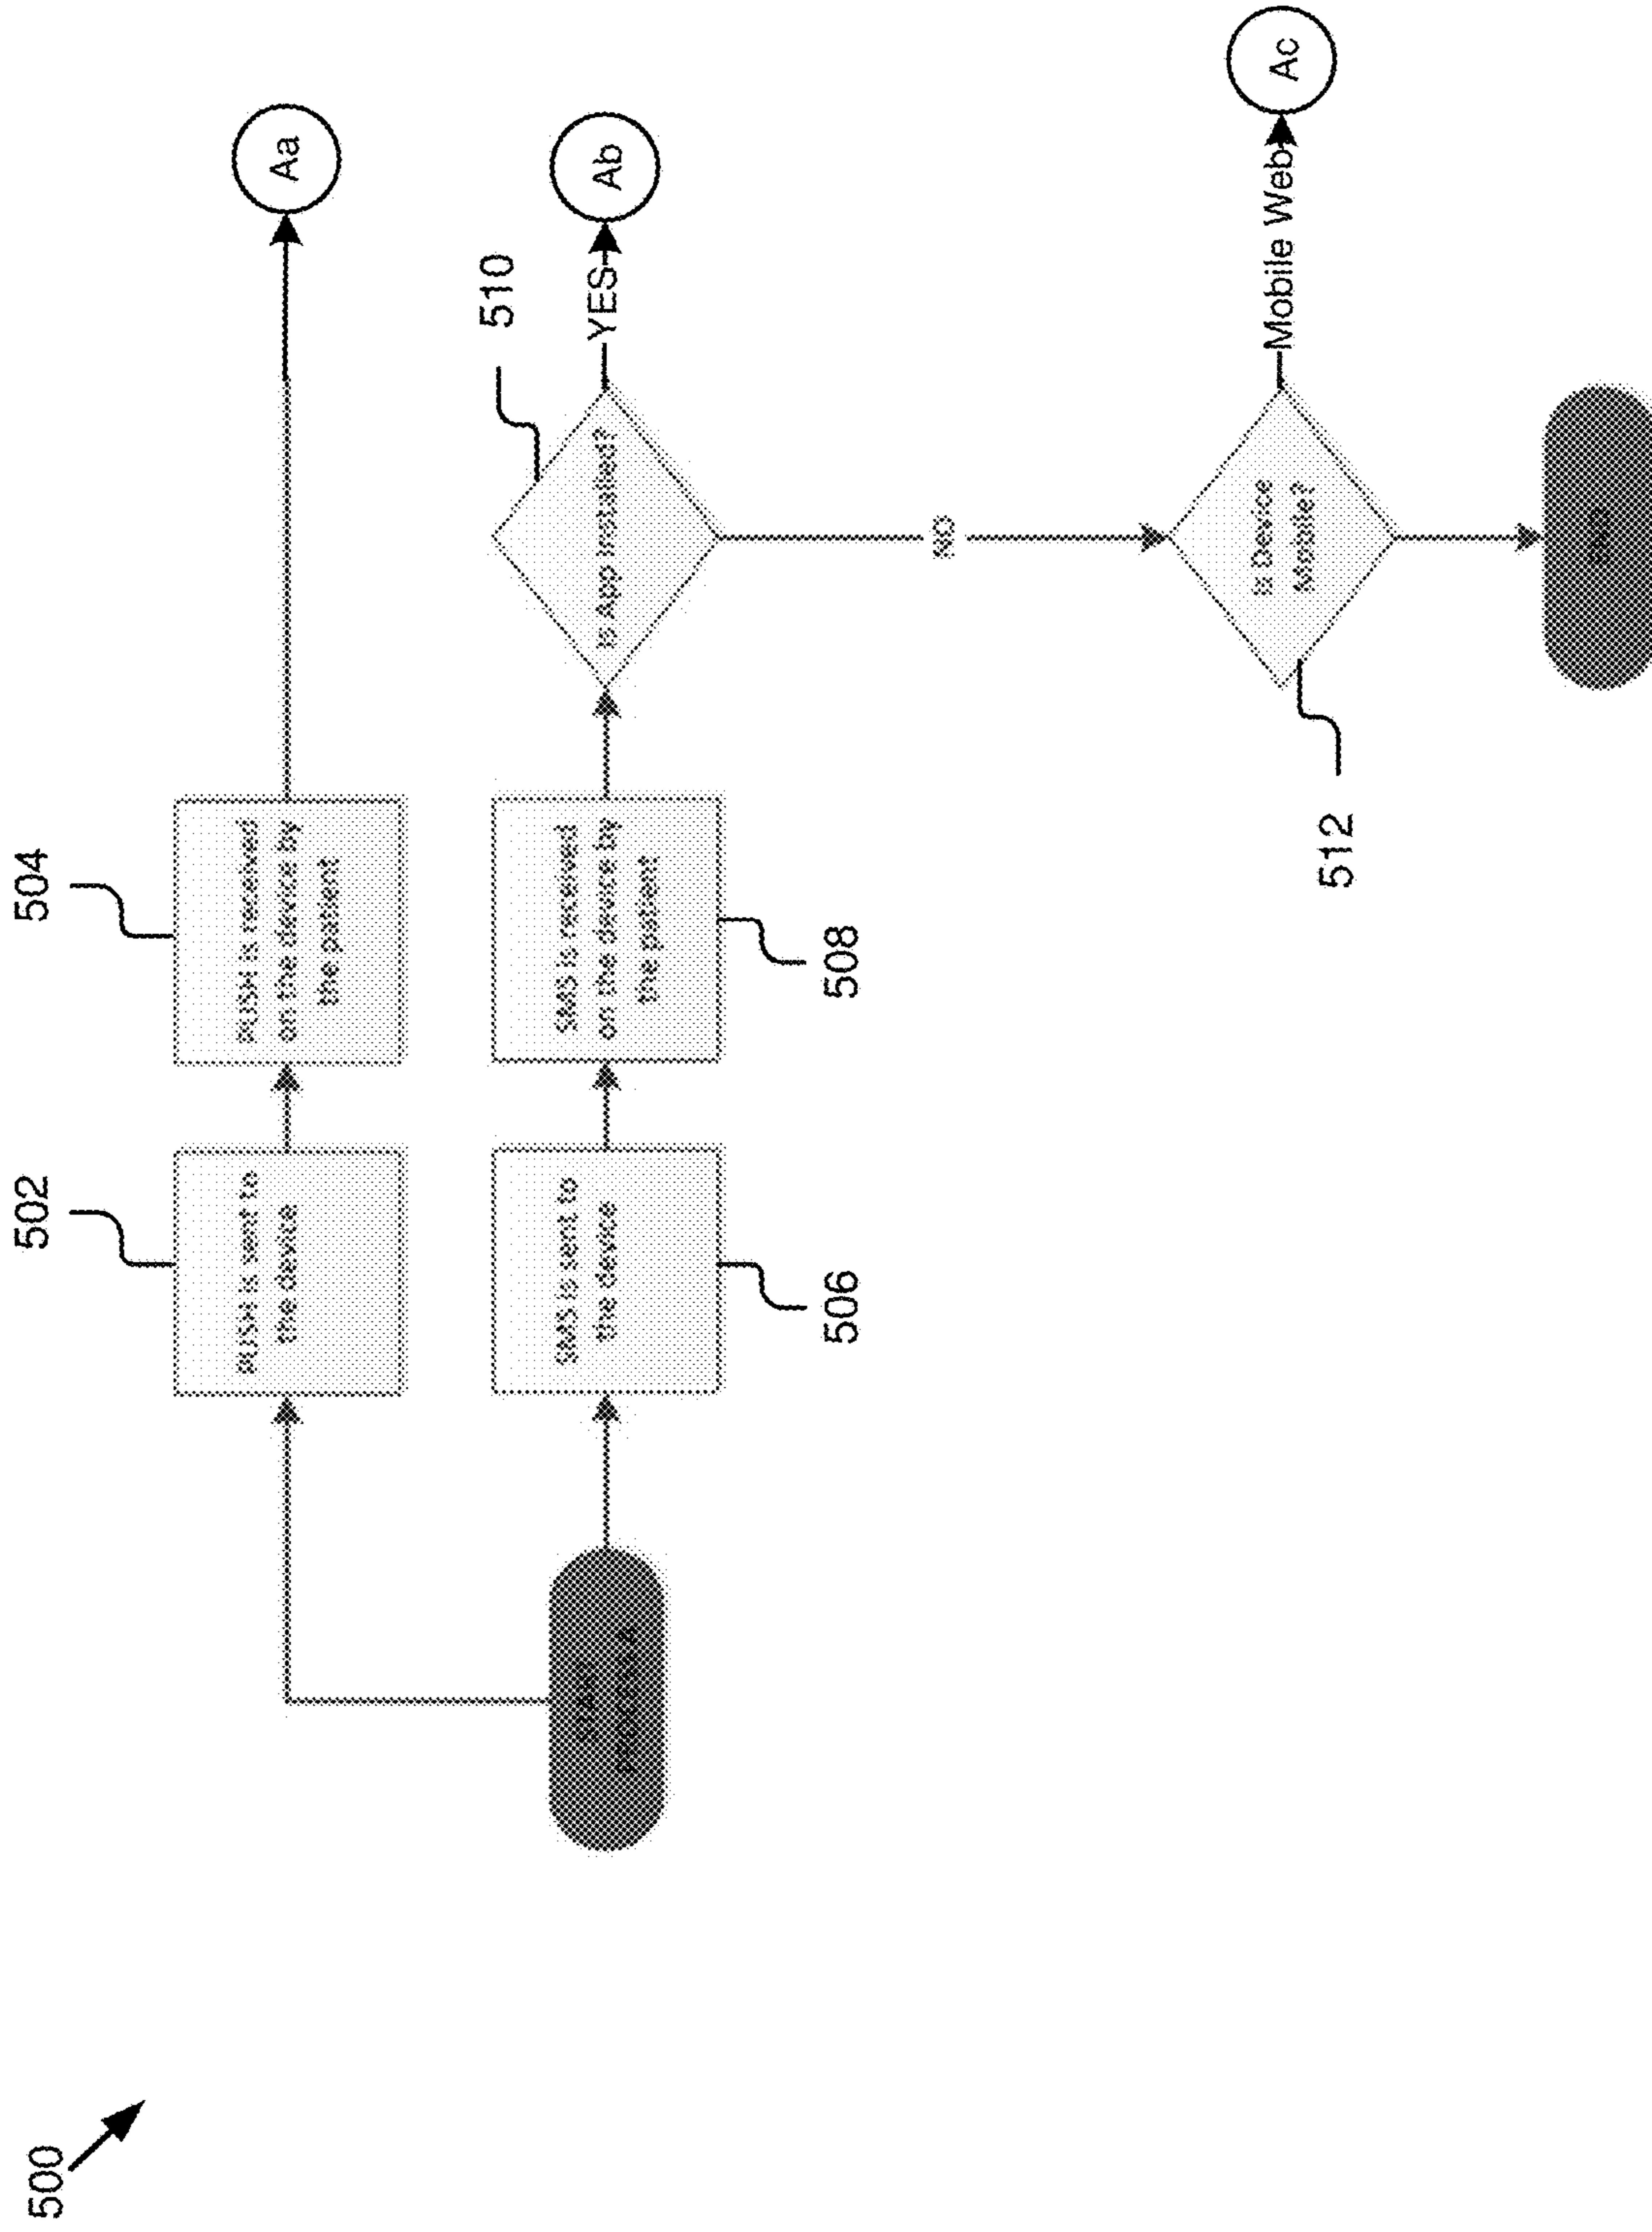 500
502
504
PUSH is sent to
the device
PUSH is received
on the device by
the patient
Aa
510
START
PROCESS A
SMS is sent to
the device
SMS is received
on the device by
the patient
Is App Installed?
YES
Ab
506
508
NO
512
Is Device
Mobile?
Mobile Web
Ac